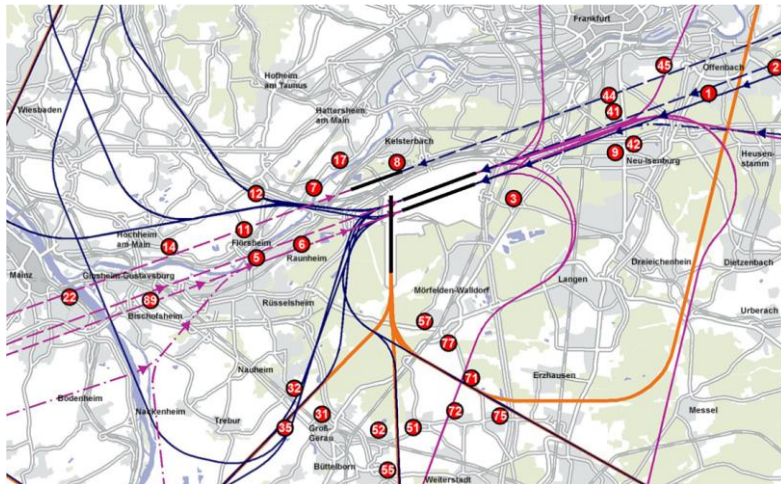 Frankfurt
45
Offenbach
2
Hofheim
am Taunus
1
44
Wiesbaden
Hattersheim
am Main
41
Kelsterbach
Heusen-
stamm
42
17
8
9
Neu-Isenburg
7
12
3
11
Hochheim
am-Main
14
Flörsheim
6
5
Raunheim
Dreieichenhein
Dietzenbach
Mainz
Ginsheim-Gustavsburg
Langen
22
89
Rüsselsheim
Mörfelden-Walldorf
Bischofsheim
57
Urberach
77
Nauheim
71
Erzhausen
32
Bodenheim
Nackenheim
31
72
75
Messel
Trebur
35
Groß-
Gerau
52
51
Büttelborn
55
Weiterstadt